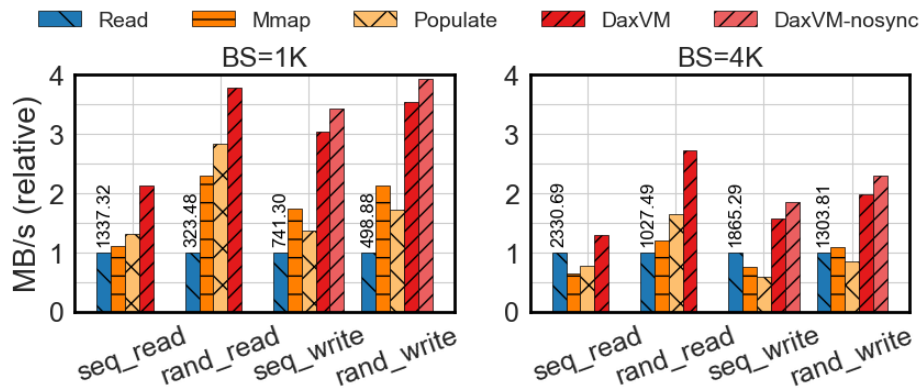 Read Mmap Populate DaxVM DaxVM-nosync
BS=1K
BS=4K
MB/s (relative)
4
3
2
1
0
1337.32
323.48
741.30
498.88
seq_read
rand_read
seq_write
rand_write
4
3
2
1
0
2330.69
1027.49
1865.29
1303.81
seq_read
rand_read
seq_write
rand_write